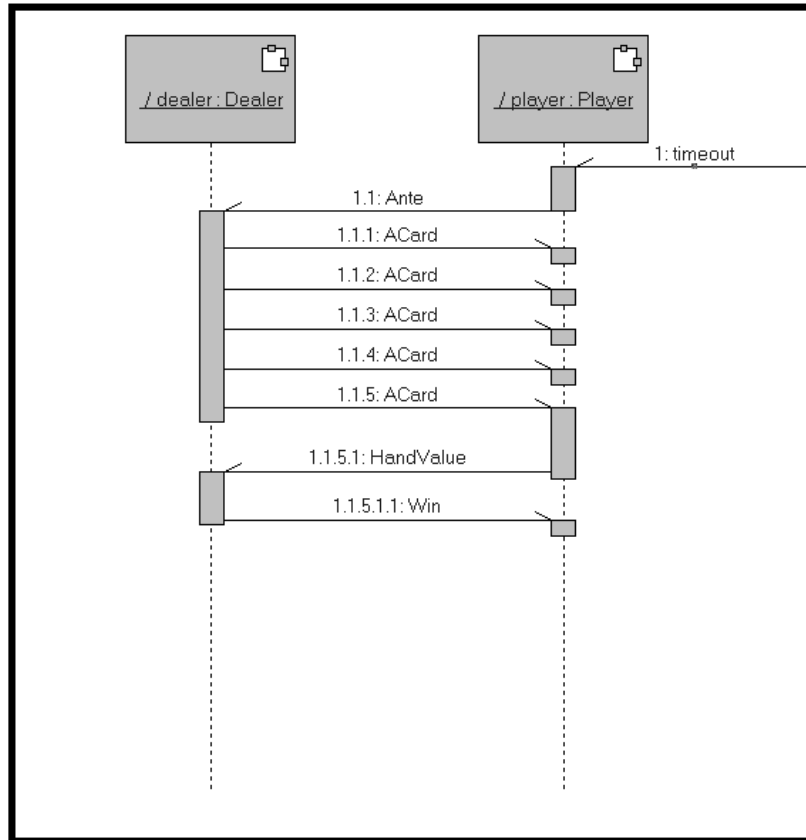 / dealer : Dealer
/ player : Player
1: timeout
1.1: Ante
1.1.1: ACard
1.1.2: ACard
1.1.3: ACard
1.1.4: ACard
1.1.5: ACard
1.1.5.1: HandValue
1.1.5.1.1: Win